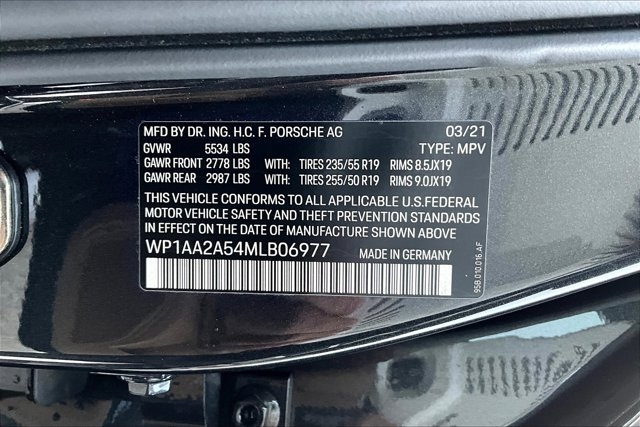 MFD BY DR. ING. H.C. F. PORSCHE AG 03/21
GVWR 5534 LBS TYPE: MPV
GAWR FRONT 2778 LBS WITH: TIRES 235/55 R19 RIMS 8.5JX19
GAWR REAR 2987 LBS WITH: TIRES 255/50 R19 RIMS 9.0JX19
THIS VEHICLE CONFORMS TO ALL APPLICABLE U.S.FEDERAL
MOTOR VEHICLE SAFETY AND THEFT PREVENTION STANDARDS
IN EFFECT ON THE DATE OF MANUFACTURE SHOWN ABOVE
WP1AA2A54MLB06977 MADE IN GERMANY
95B.010.016.AF